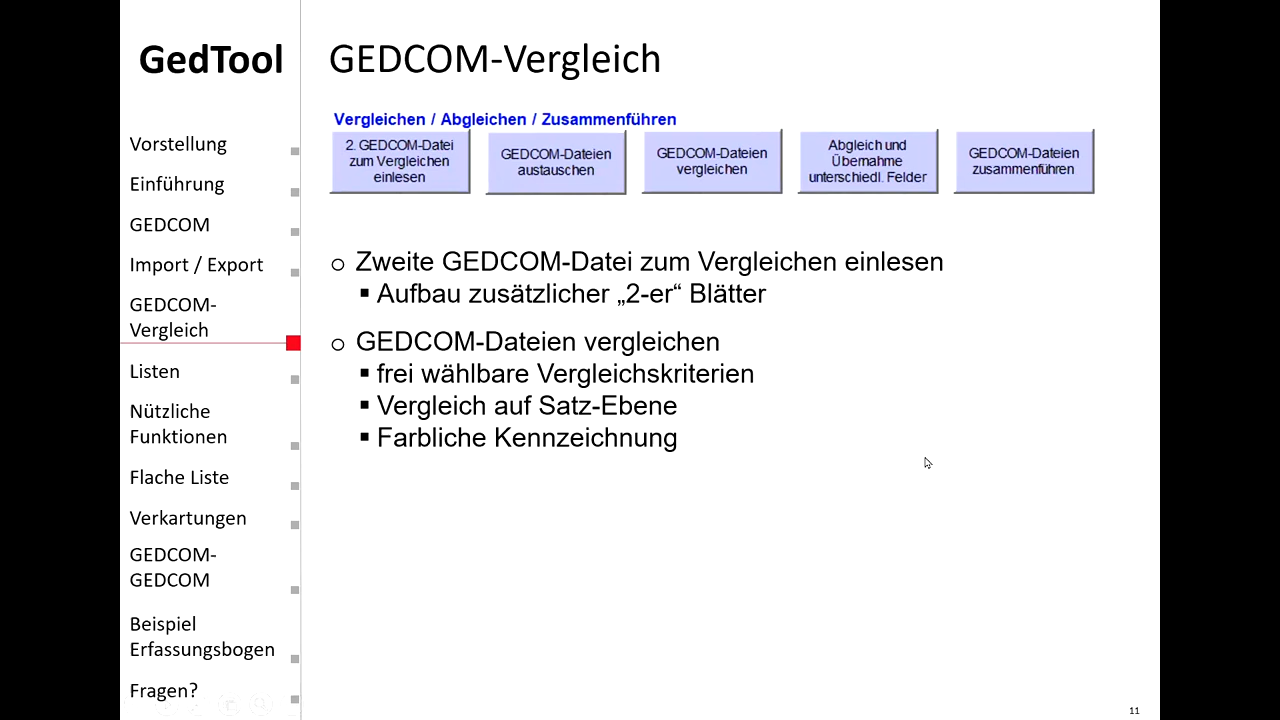 GedTool
GEDCOM-Vergleich
Vorstellung
Einführung
GEDCOM
Import / Export
GEDCOM-
Vergleich
Listen
Nützliche
Funktionen
Flache Liste
Verkartungen
GEDCOM-
GEDCOM
Beispiel
Erfassungsbogen
Fragen?
Vergleichen / Abgleichen / Zusammenführen
2. GEDCOM-Datei
zum Vergleichen
einlesen
GEDCOM-Dateien
austauschen
GEDCOM-Dateien
vergleichen
Abgleich und
Übernahme
unterschiedl. Felder
GEDCOM-Dateien
zusammenführen
Zweite GEDCOM-Datei zum Vergleichen einlesen
Aufbau zusätzlicher „2-er“ Blätter
GEDCOM-Dateien vergleichen
frei wählbare Vergleichskriterien
Vergleich auf Satz-Ebene
Farbliche Kennzeichnung
11